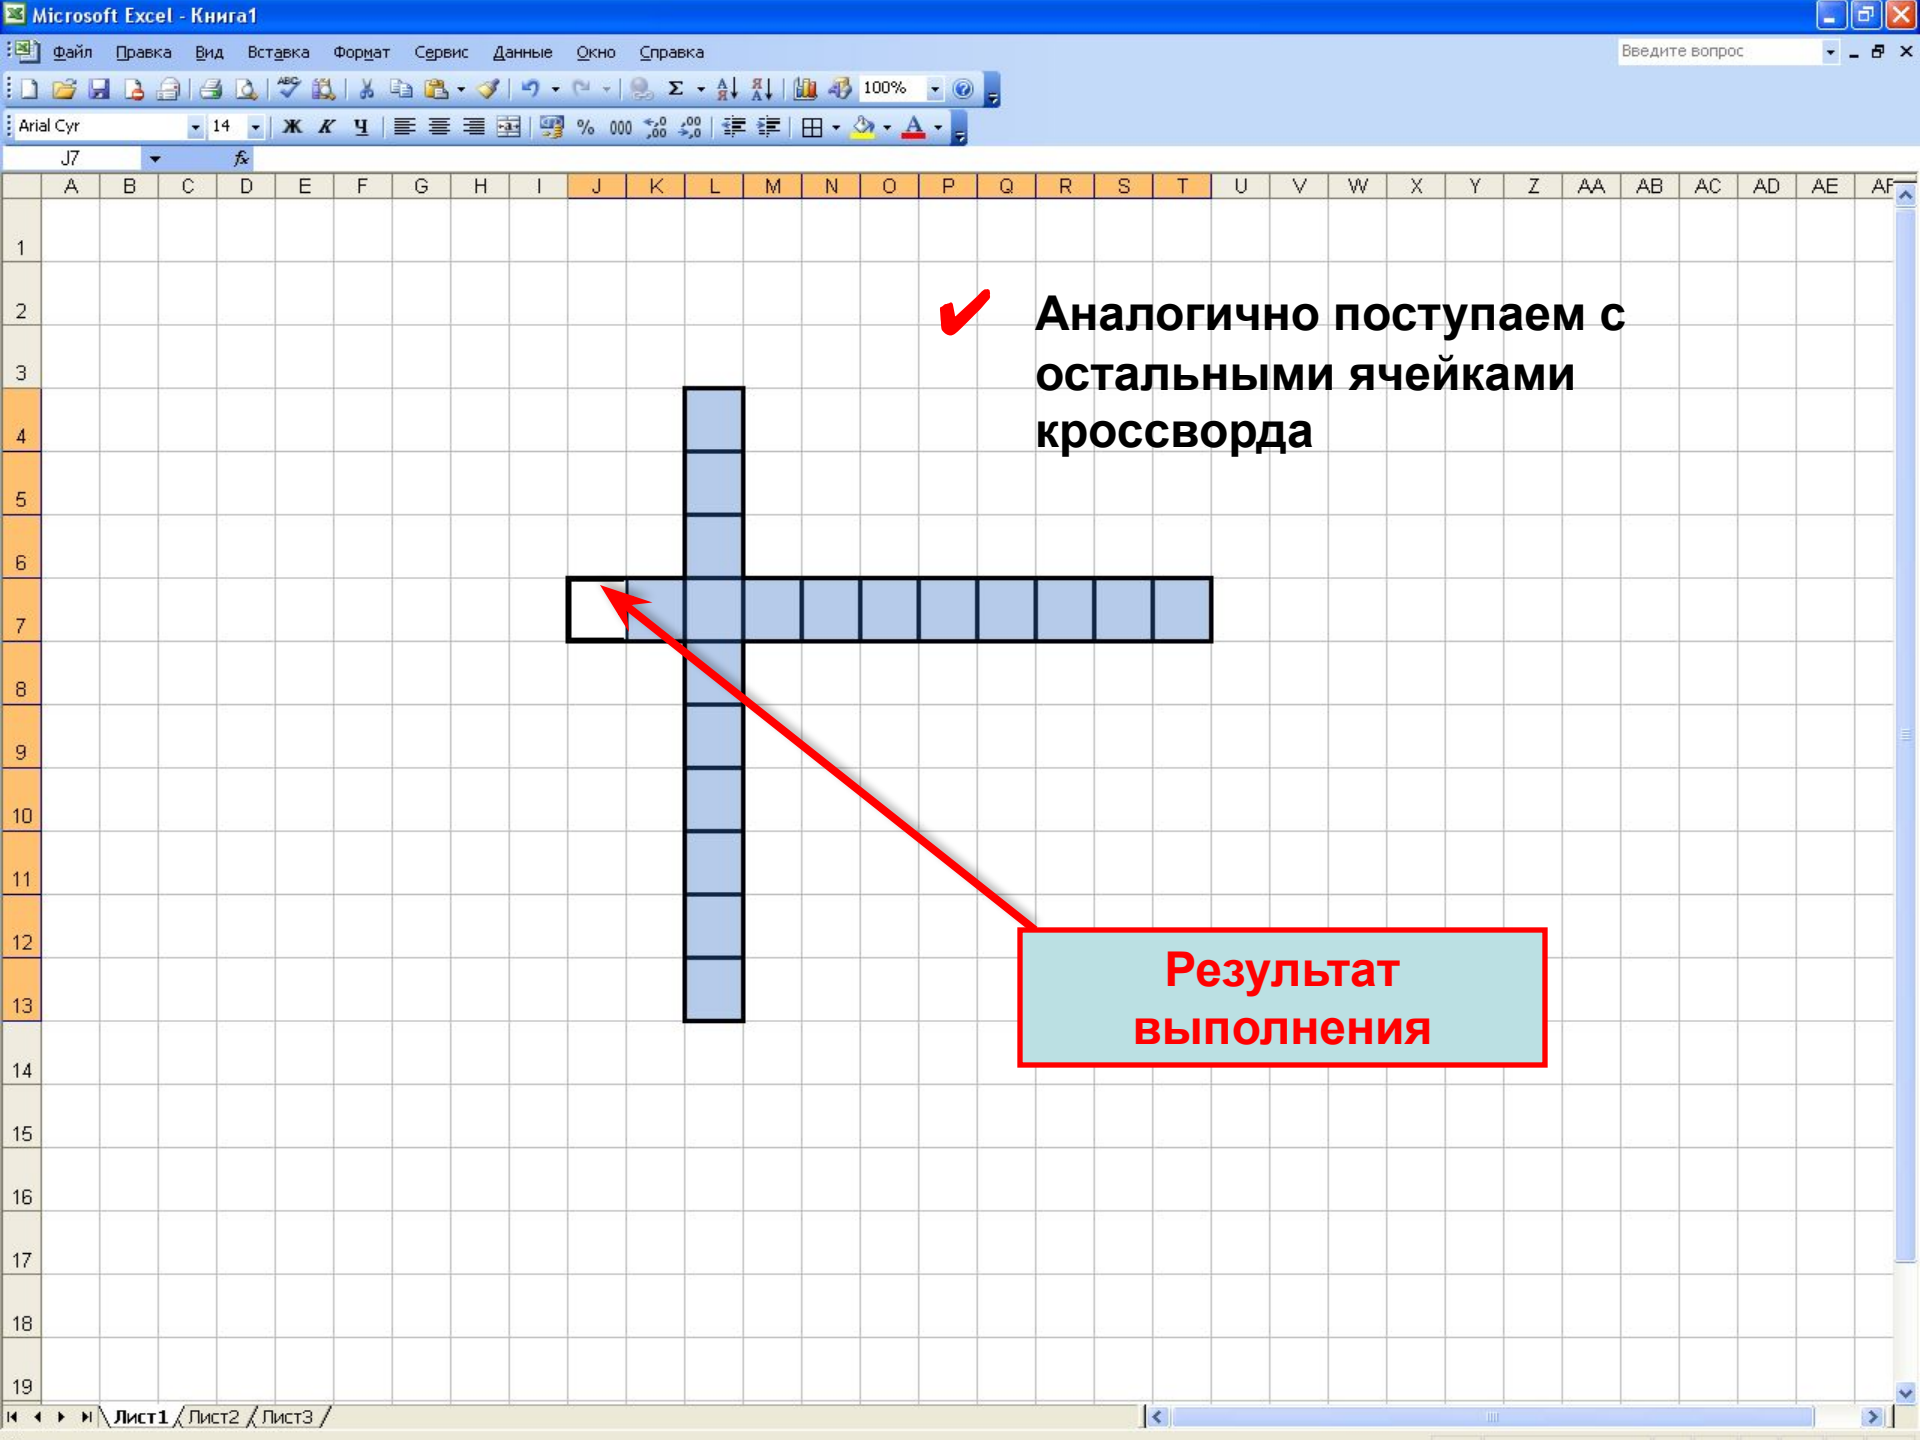 Microsoft Excel - Книга1
Файл Правка Вид Вставка Формат Сервис Данные Окно Справка Введите вопрос
100%
Arial Cyr 14 Ж К Ч % 000
J7 fx
A B C D E F G H I J K L M N O P Q R S T U V W X Y Z AA AB AC AD AE AF
1
2
3
4
5
6
7
8
9
10
11
12
13
14
15
16
17
18
19
Аналогично поступаем с
остальными ячейками
кроссворда
Результат
выполнения
Лист1 Лист2 Лист3